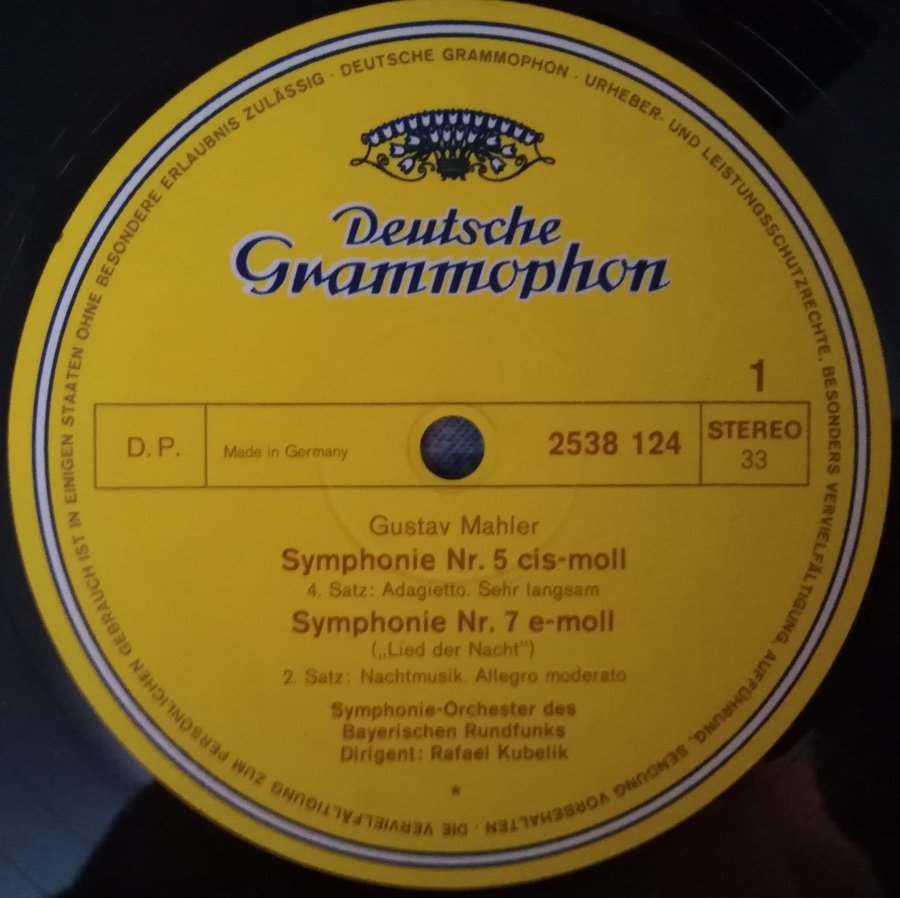 DEUTSCHE GRAMMOPHON · URHEBER- UND LEISTUNGSSCHUTZRECHTE, BESONDERS VERVIELFÄLTIGUNG, AUFFÜHRUNG, SENDUNG VORBEHALTEN · DIE VERVIELFÄLTIGUNG ZUM PERSÖNLICHEN GEBRAUCH IST IN EINIGEN STAATEN OHNE BESONDERE ERLAUBNIS ZULÄSSIG ·
Deutsche
Grammophon
1
D. P. Made in Germany 2538 124 STEREO
33
Gustav Mahler
Symphonie Nr. 5 cis-moll
4. Satz: Adagietto. Sehr langsam
Symphonie Nr. 7 e-moll
(„Lied der Nacht“)
2. Satz: Nachtmusik. Allegro moderato
Symphonie-Orchester des
Bayerischen Rundfunks
Dirigent: Rafael Kubelik
*